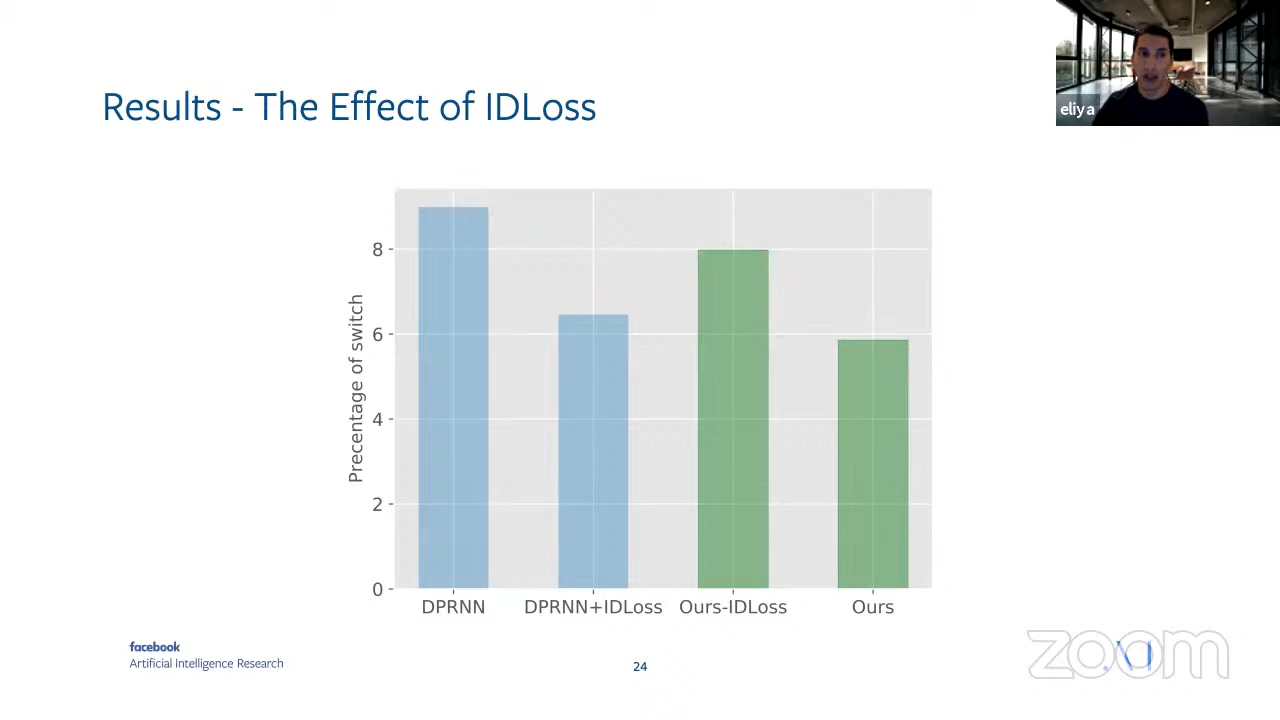 eliya
Results - The Effect of IDLoss
Precentage of switch
8
6
4
2
0
DPRNN
DPRNN+IDLoss
Ours-IDLoss
Ours
facebook
Artificial Intelligence Research
24
zoom